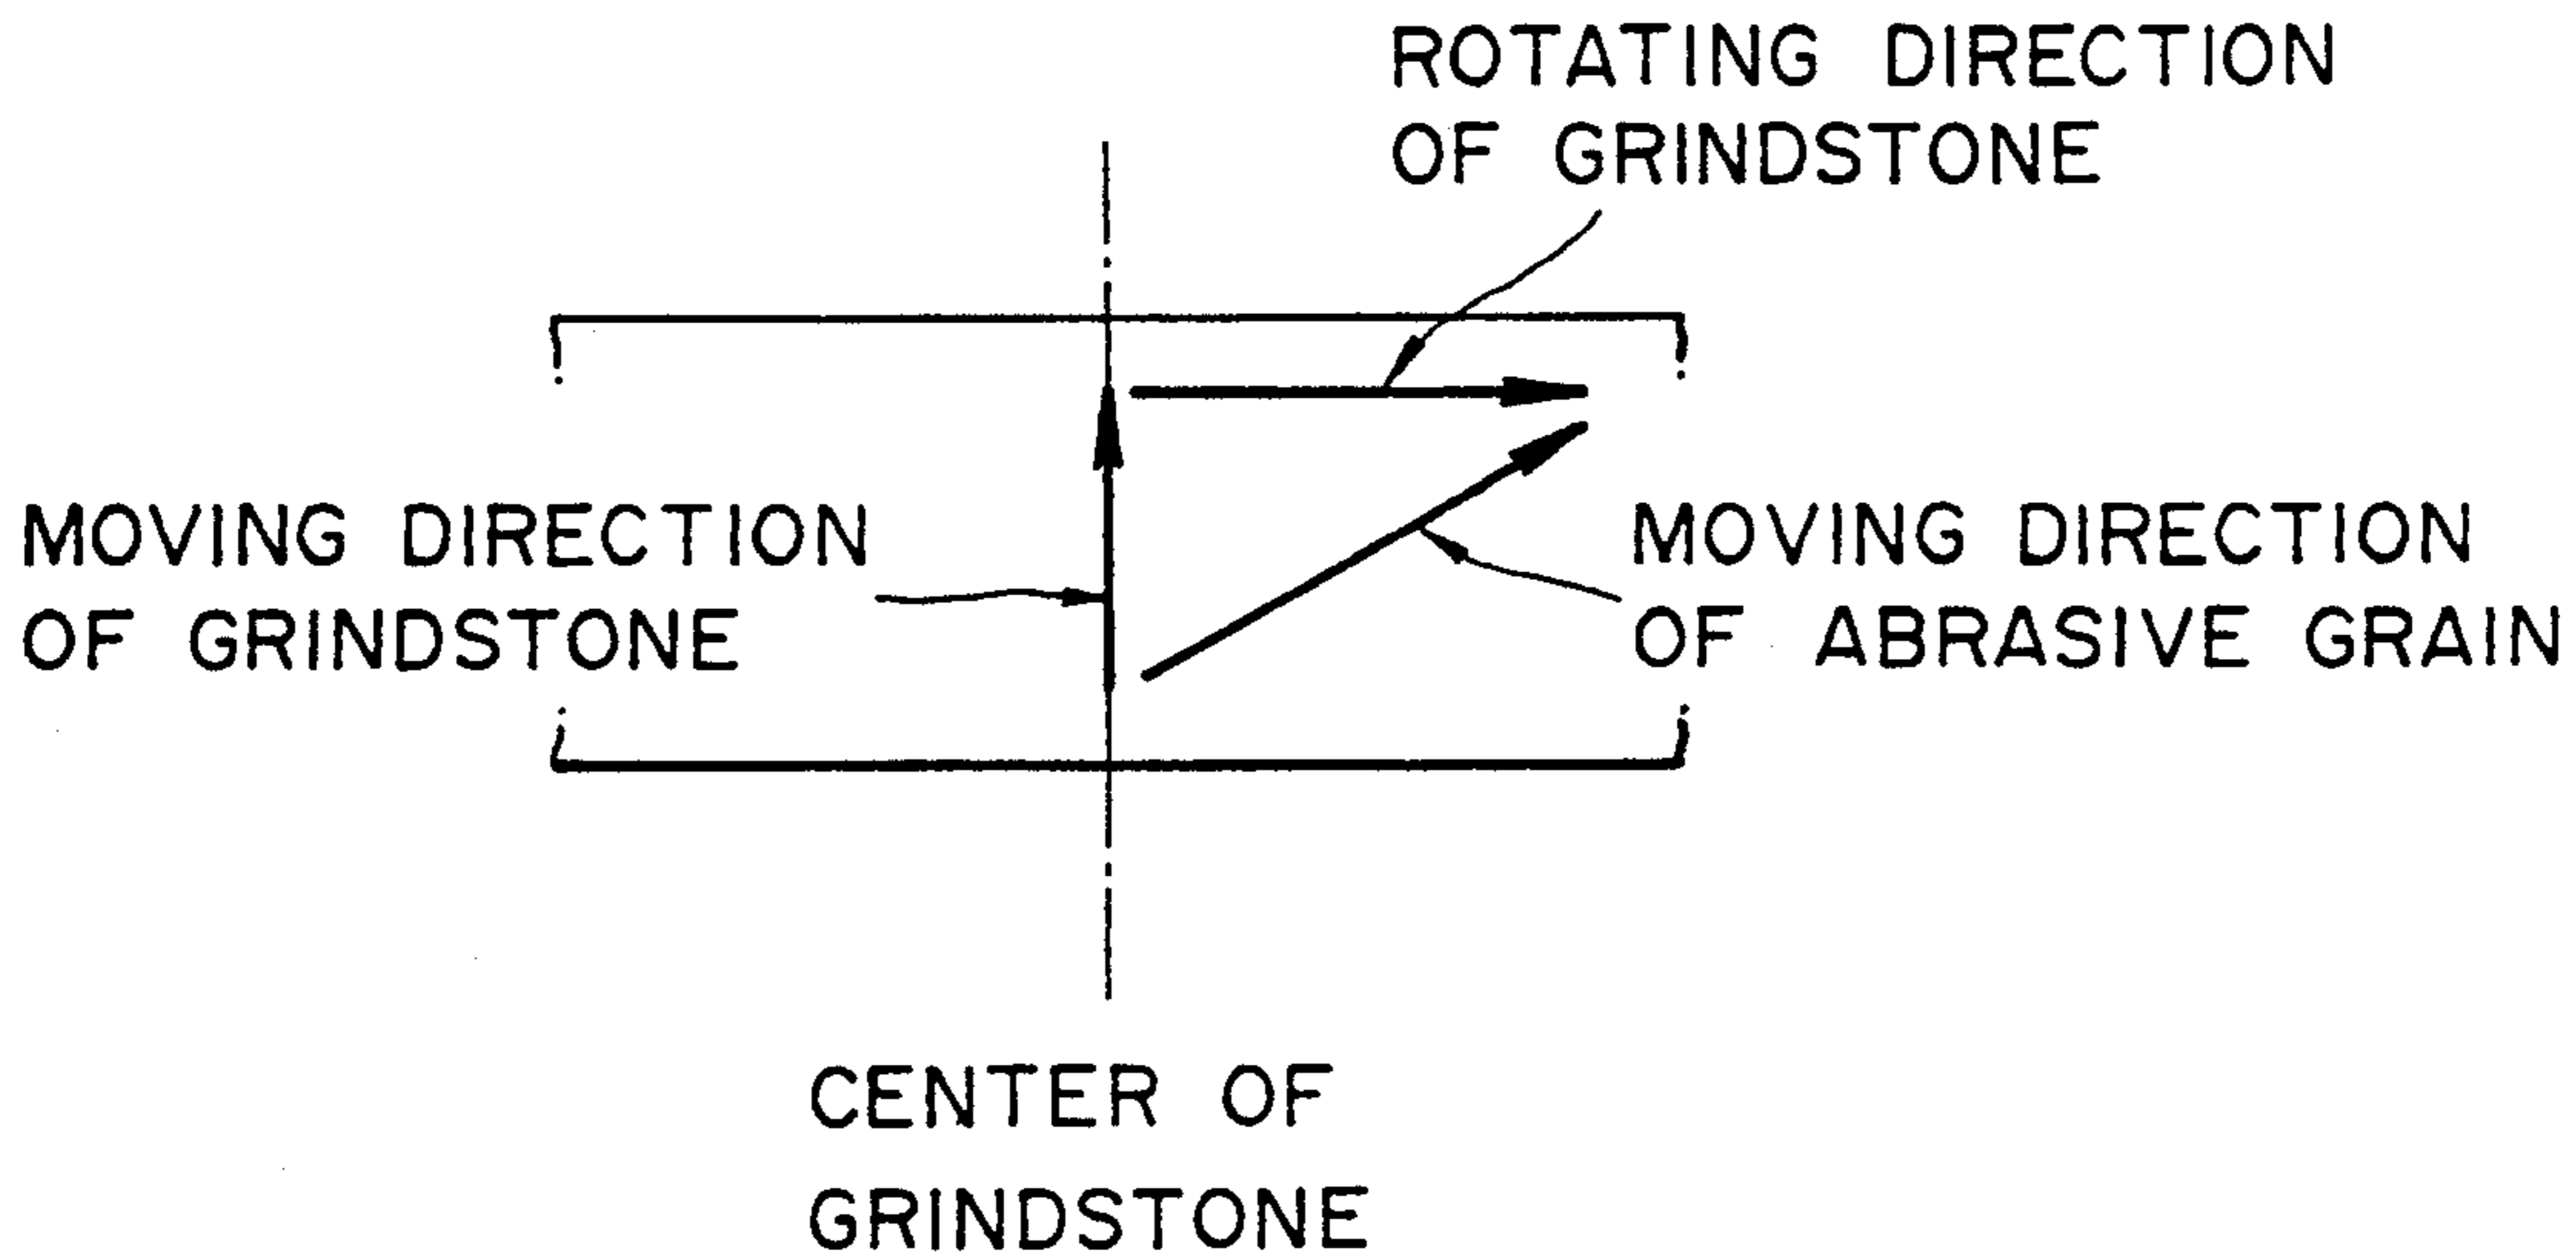 ROTATING DIRECTION
OF GRINDSTONE
MOVING DIRECTION
OF GRINDSTONE
MOVING DIRECTION
OF ABRASIVE GRAIN
CENTER OF
GRINDSTONE